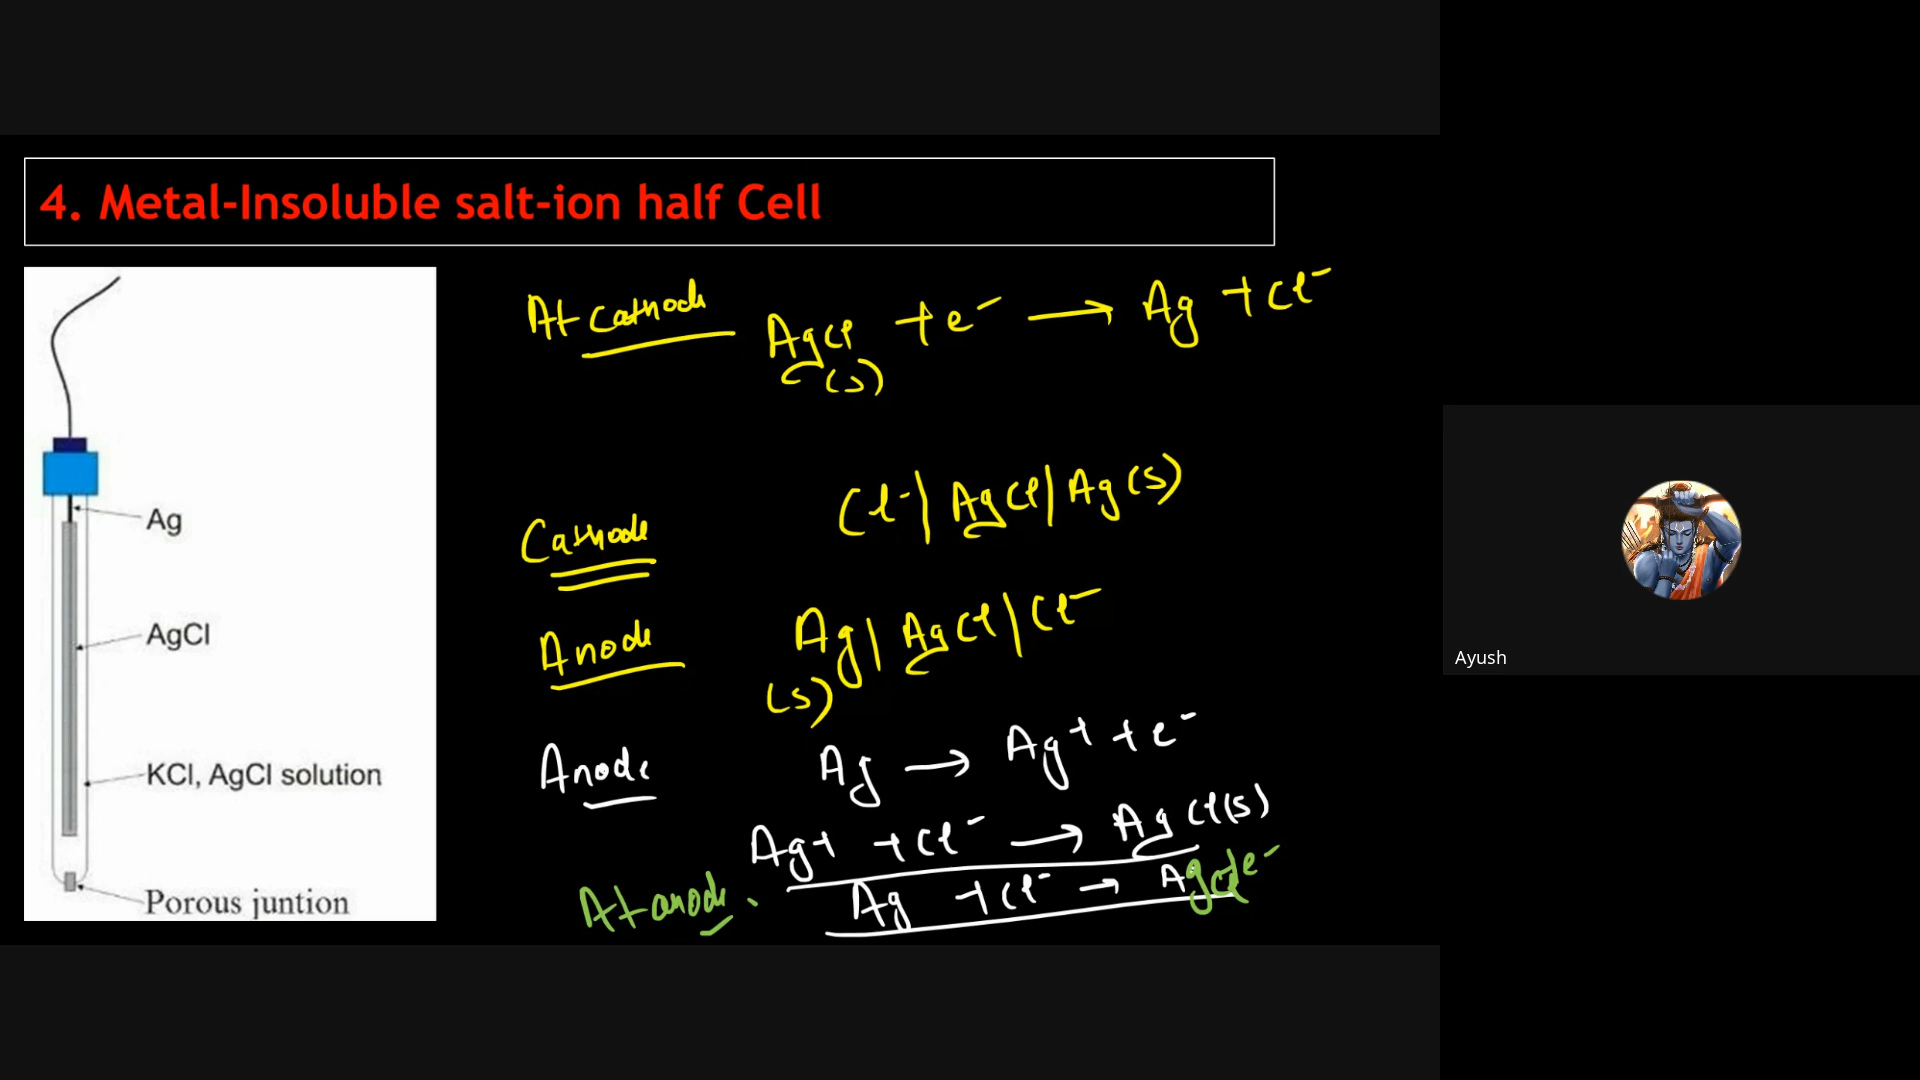 4. Metal-Insoluble salt-ion half Cell
At cathode AgCl(s) + e⁻ ⟶ Ag + Cl⁻
Cathode Cl⁻|AgCl|Ag(s)
Ag
Anode Ag(s)|AgCl|Cl⁻
AgCl
Anode Ag → Ag⁺ + e⁻
KCl, AgCl solution
Ag+ + Cl⁻ ⟶ AgCl(s)
At anode. Ag + Cl⁻ → AgCl + e⁻
Porous juntion
Ayush